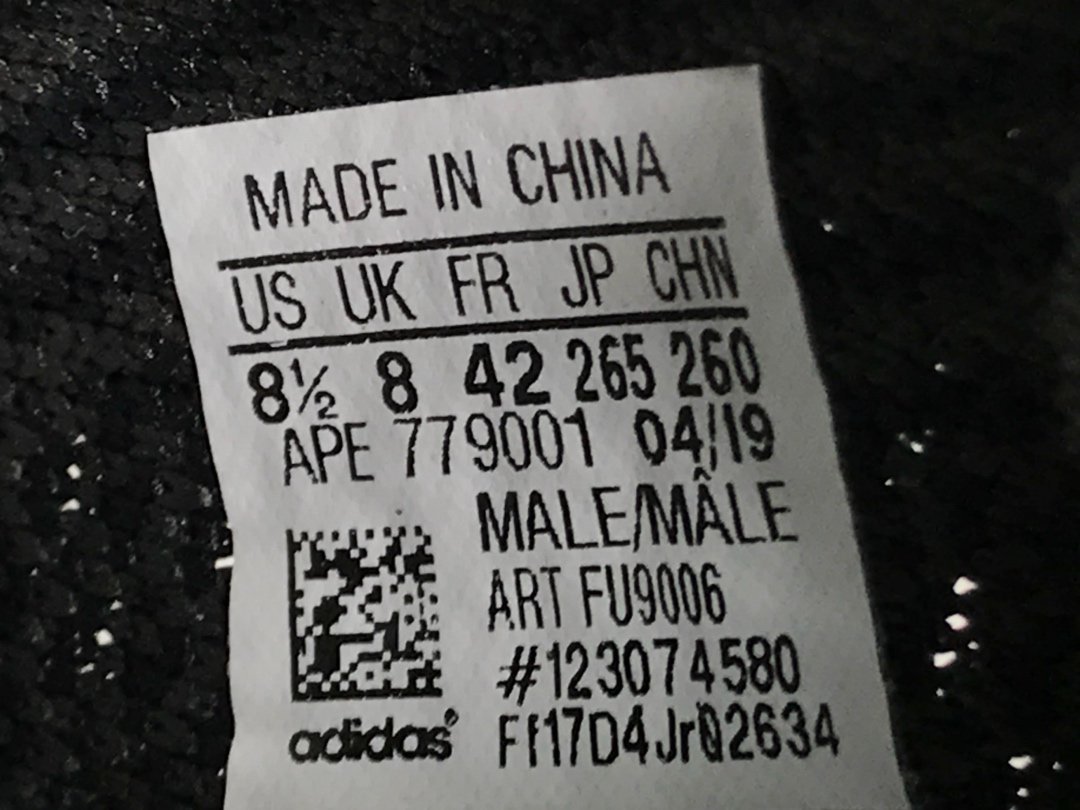 MADE IN CHINA
US UK FR JP CHN
8½ 8 42 265 260
APE 779001 04/19
MALE/MÂLE
ART FU9006
#123074580
adidas® Ff17D4Jr02634